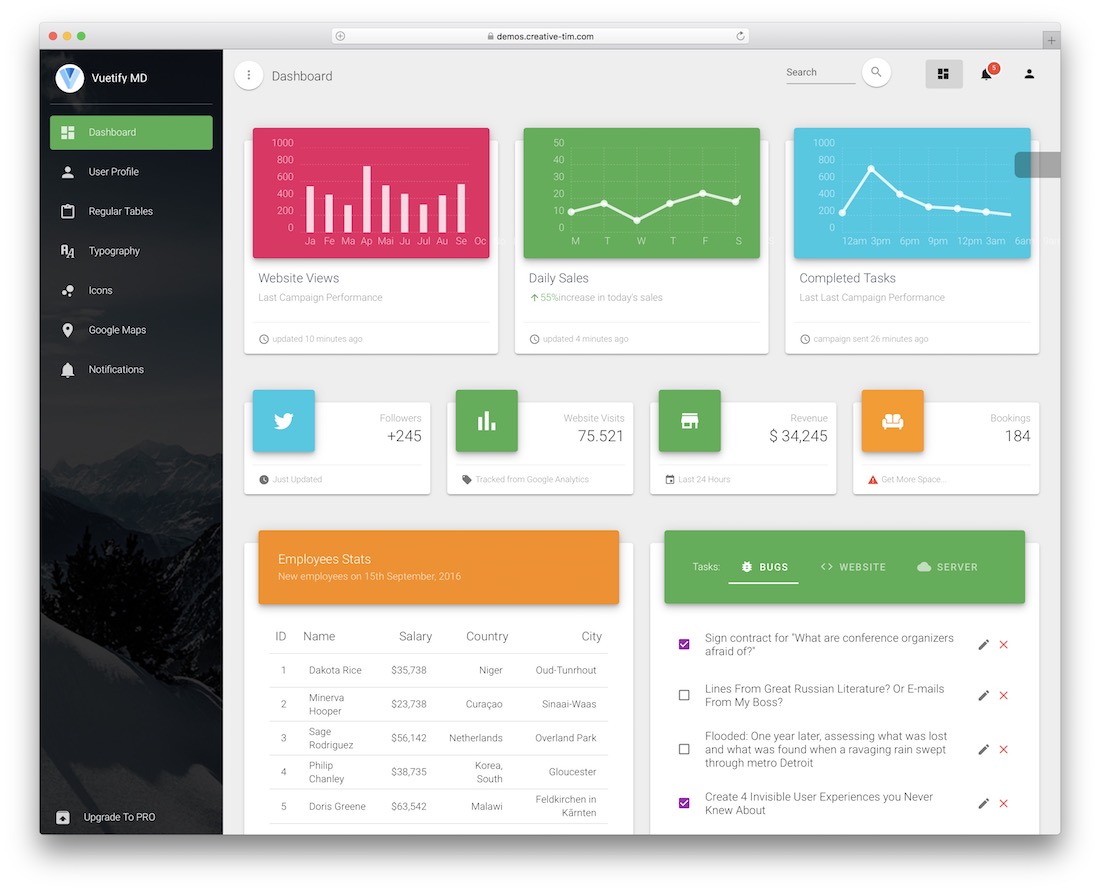 demos.creative-tim.com
Vuetify MD
Dashboard
User Profile
Regular Tables
Typography
Icons
Google Maps
Notifications
Upgrade To PRO
Dashboard
Search
5
1000
800
600
400
200
0
Ja Fe Ma Ap Mai Ju Jul Au Se Oc
Website Views
Last Campaign Performance
updated 10 minutes ago
50
40
30
20
10
0
M T W T F S
Daily Sales
55%increase in today's sales
updated 4 minutes ago
1000
800
600
400
200
0
12am 3pm 6pm 9pm 12pm 3am 6am
Completed Tasks
Last Last Campaign Performance
campaign sent 26 minutes ago
Followers
+245
Just Updated
Website Visits
75.521
Tracked from Google Analytics
Revenue
$ 34,245
Last 24 Hours
Bookings
184
Get More Space...
Employees Stats
New employees on 15th September, 2016
ID Name Salary Country City
1 Dakota Rice $35,738 Niger Oud-Tunrhout
2 Minerva Hooper $23,738 Curaçao Sinaai-Waas
3 Sage Rodriguez $56,142 Netherlands Overland Park
4 Philip Chanley $38,735 Korea, South Gloucester
5 Doris Greene $63,542 Malawi Feldkirchen in Kärnten
Tasks: BUGS WEBSITE SERVER
Sign contract for "What are conference organizers
afraid of?"
Lines From Great Russian Literature? Or E-mails
From My Boss?
Flooded: One year later, assessing what was lost
and what was found when a ravaging rain swept
through metro Detroit
Create 4 Invisible User Experiences you Never
Knew About